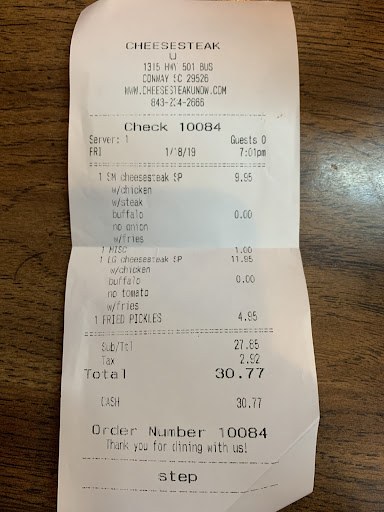 CHEESESTEAK
U
1315 HWY 501 BUS
CONWAY SC 29526
WWW.CHEESESTEAKUNOW.COM
843-234-2666
Check 10084
Server: 1 Guests 0
FRI 1/18/19 7:01pm
1 SM cheesesteak SP 9.95
w/chicken
w/steak
buffalo 0.00
no onion
w/fries
1 MISC 1.00
1 LG cheesesteak SP 11.95
w/chicken
buffalo 0.00
no tomato
w/fries
1 FRIED PICKLES 4.95
Sub/Ttl 27.85
Tax 2.92
Total 30.77
CASH 30.77
Order Number 10084
Thank you for dining with us!
step